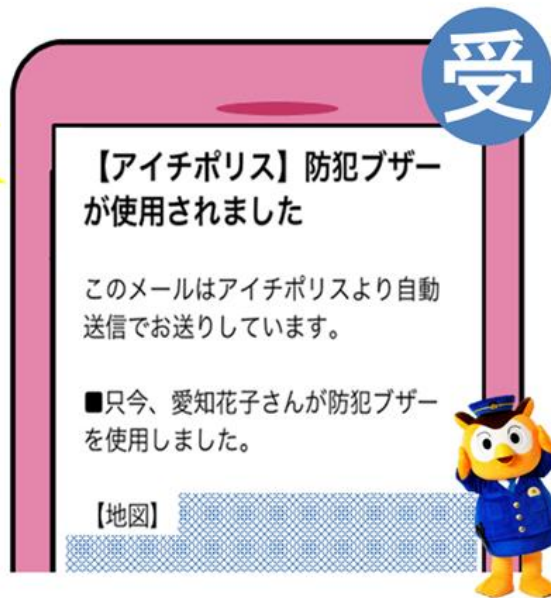 受
【アイチポリス】防犯ブザー
が使用されました
このメールはアイチポリスより自動
送信でお送りしています。
■只今、愛知花子さんが防犯ブザー
を使用しました。
【地図】